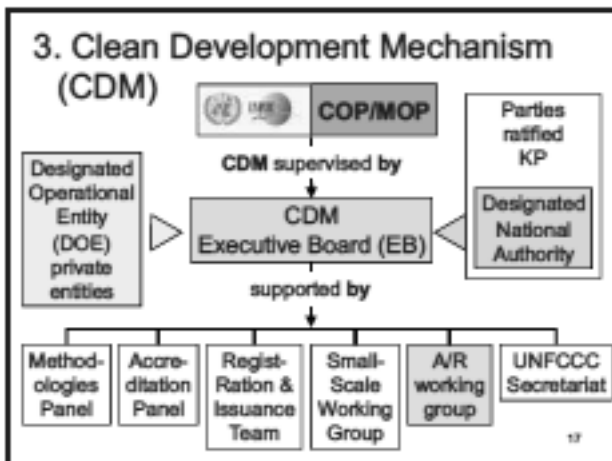 3. Clean Development Mechanism
(CDM)
COP/MOP
Parties
ratified
KP
Designated
National
Authority
CDM supervised by
Designated
Operational
Entity
(DOE)
private
entities
CDM
Executive Board (EB)
supported by
Method-
ologies
Panel
Accre-
ditation
Panel
Regist-
Ration &
Issuance
Team
Small-
Scale
Working
Group
A/R
working
group
UNFCCC
Secretariat
17